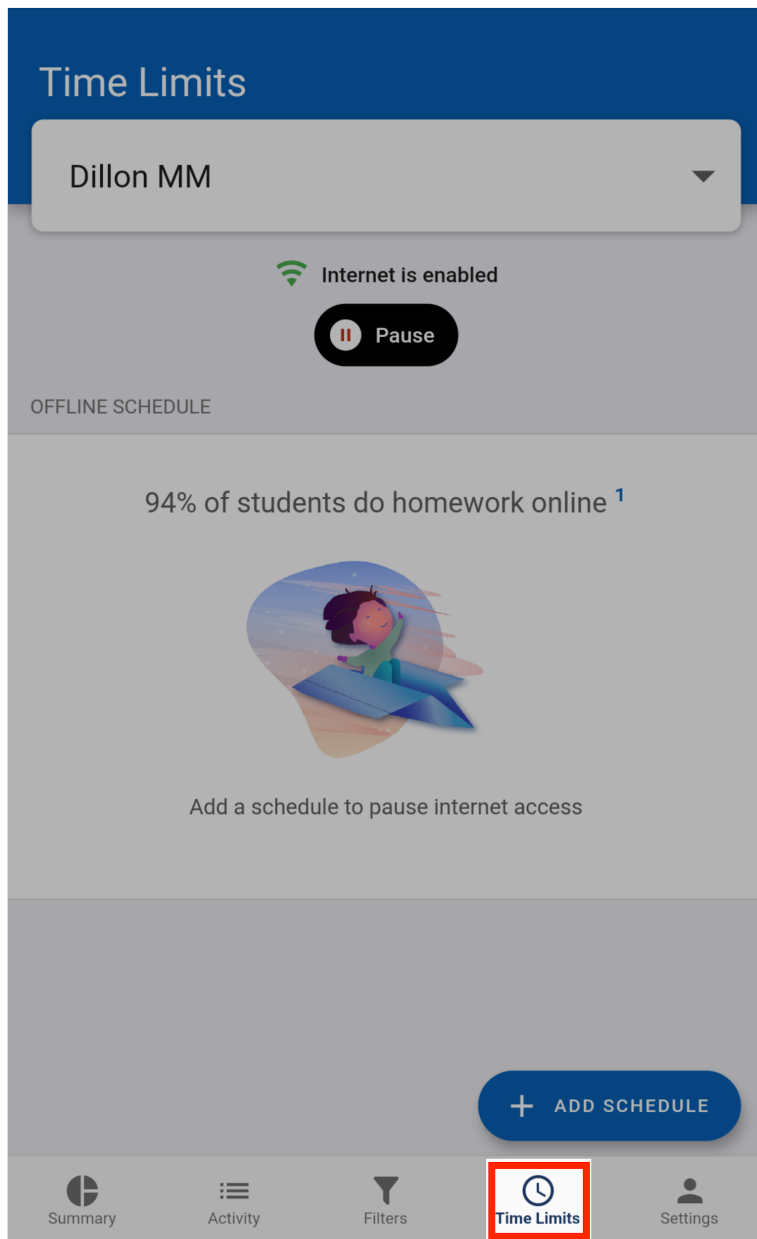 Time Limits
Dillon MM
Internet is enabled
Pause
OFFLINE SCHEDULE
94% of students do homework online 1
Add a schedule to pause internet access
+ ADD SCHEDULE
Summary Activity Filters Time Limits Settings